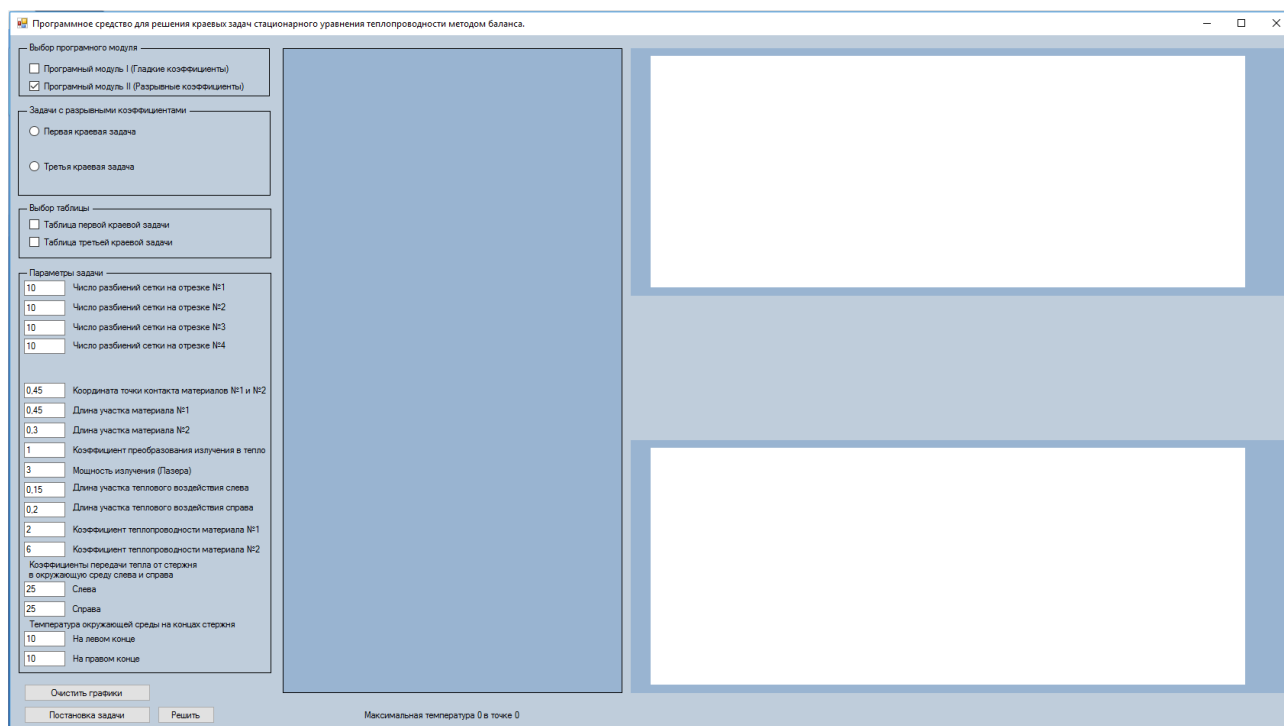 Программное средство для решения краевых задач стационарного уравнения теплопроводности методом баланса.
Выбор програмного модуля
Програмный модуль I (Гладкие коэффициенты)
Програмный модуль II (Разрывные коэффициенты)
Задачи с разрывными коэффициентами
Первая краевая задача
Третья краевая задача
Выбор таблицы
Таблица первой краевой задачи
Таблица третьей краевой задачи
Параметры задачи
10 Число разбиений сетки на отрезке №1
10 Число разбиений сетки на отрезке №2
10 Число разбиений сетки на отрезке №3
10 Число разбиений сетки на отрезке №4
0,45 Координата точки контакта материалов №1 и №2
0,45 Длина участка материала №1
0,3 Длина участка материала №2
1 Коэффициент преобразования излучения в тепло
3 Мощность излучения (Лазера)
0,15 Длина участка теплового воздействия слева
0,2 Длина участка теплового воздействия справа
2 Коэффициент теплопроводности материала №1
6 Коэффициент теплопроводности материала №2
Коэффициенты передачи тепла от стержня
в окружающую среду слева и справа
25 Слева
25 Справа
Температура окружающей среды на концах стержня
10 На левом конце
10 На правом конце
Очистить графики
Постановка задачи Решить Максимальная температура 0 в точке 0